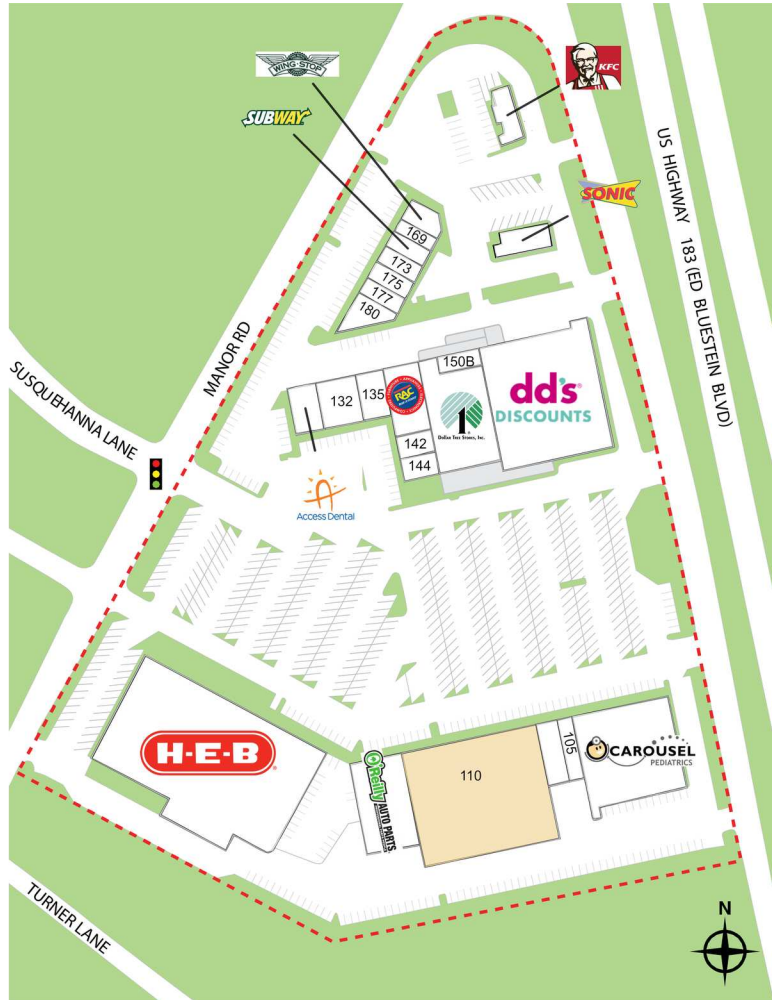 WING·STOP
KFC
SUBWAY
SONIC
US HIGHWAY 183 (ED BLUESTEIN BLVD)
169
173
175
177
180
MANOR RD
SUSQUEHANNA LANE
150B
132
135
RAC
dd's
DISCOUNTS
1
Dollar Tree Stores, Inc.
142
144
Access Dental
H-E-B
O'Reilly
AUTO PARTS
110
105
CAROUSEL
PEDIATRICS
TURNER LANE
N